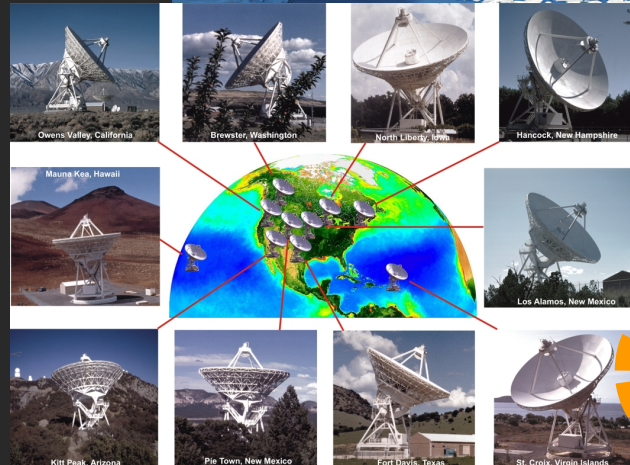 Owens Valley, California
Brewster, Washington
North Liberty, Iowa
Hancock, New Hampshire
Mauna Kea, Hawaii
Los Alamos, New Mexico
Kitt Peak, Arizona
Pie Town, New Mexico
Fort Davis, Texas
St. Croix, Virgin Islands